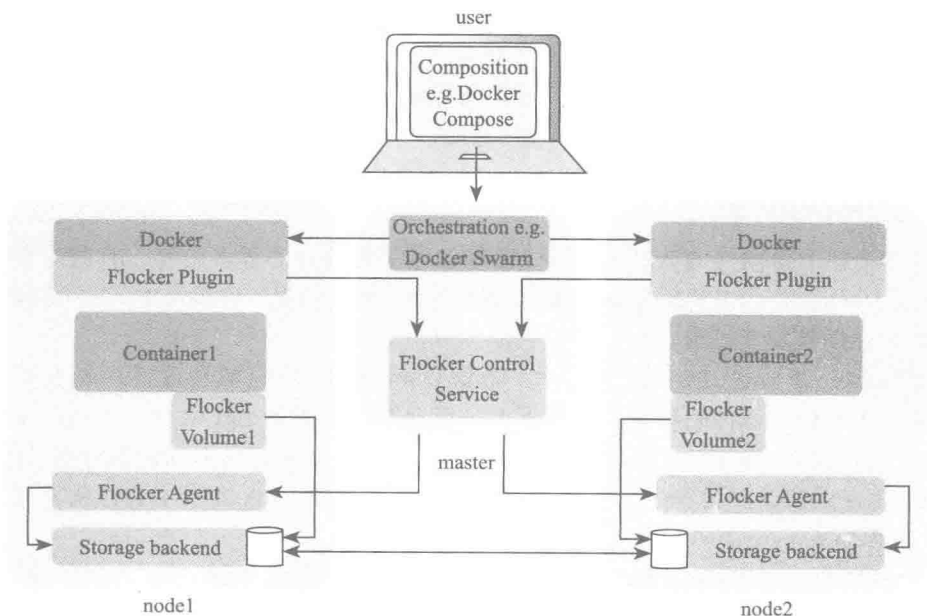 user
Composition
e.g.Docker
Compose
Docker
Orchestration e.g.
Docker Swarm
Docker
Flocker Plugin
Flocker Plugin
Container1
Flocker Control
Service
Container2
Flocker
Volume1
Flocker
Volume2
master
Flocker Agent
Flocker Agent
Storage backend
Storage backend
node1
node2